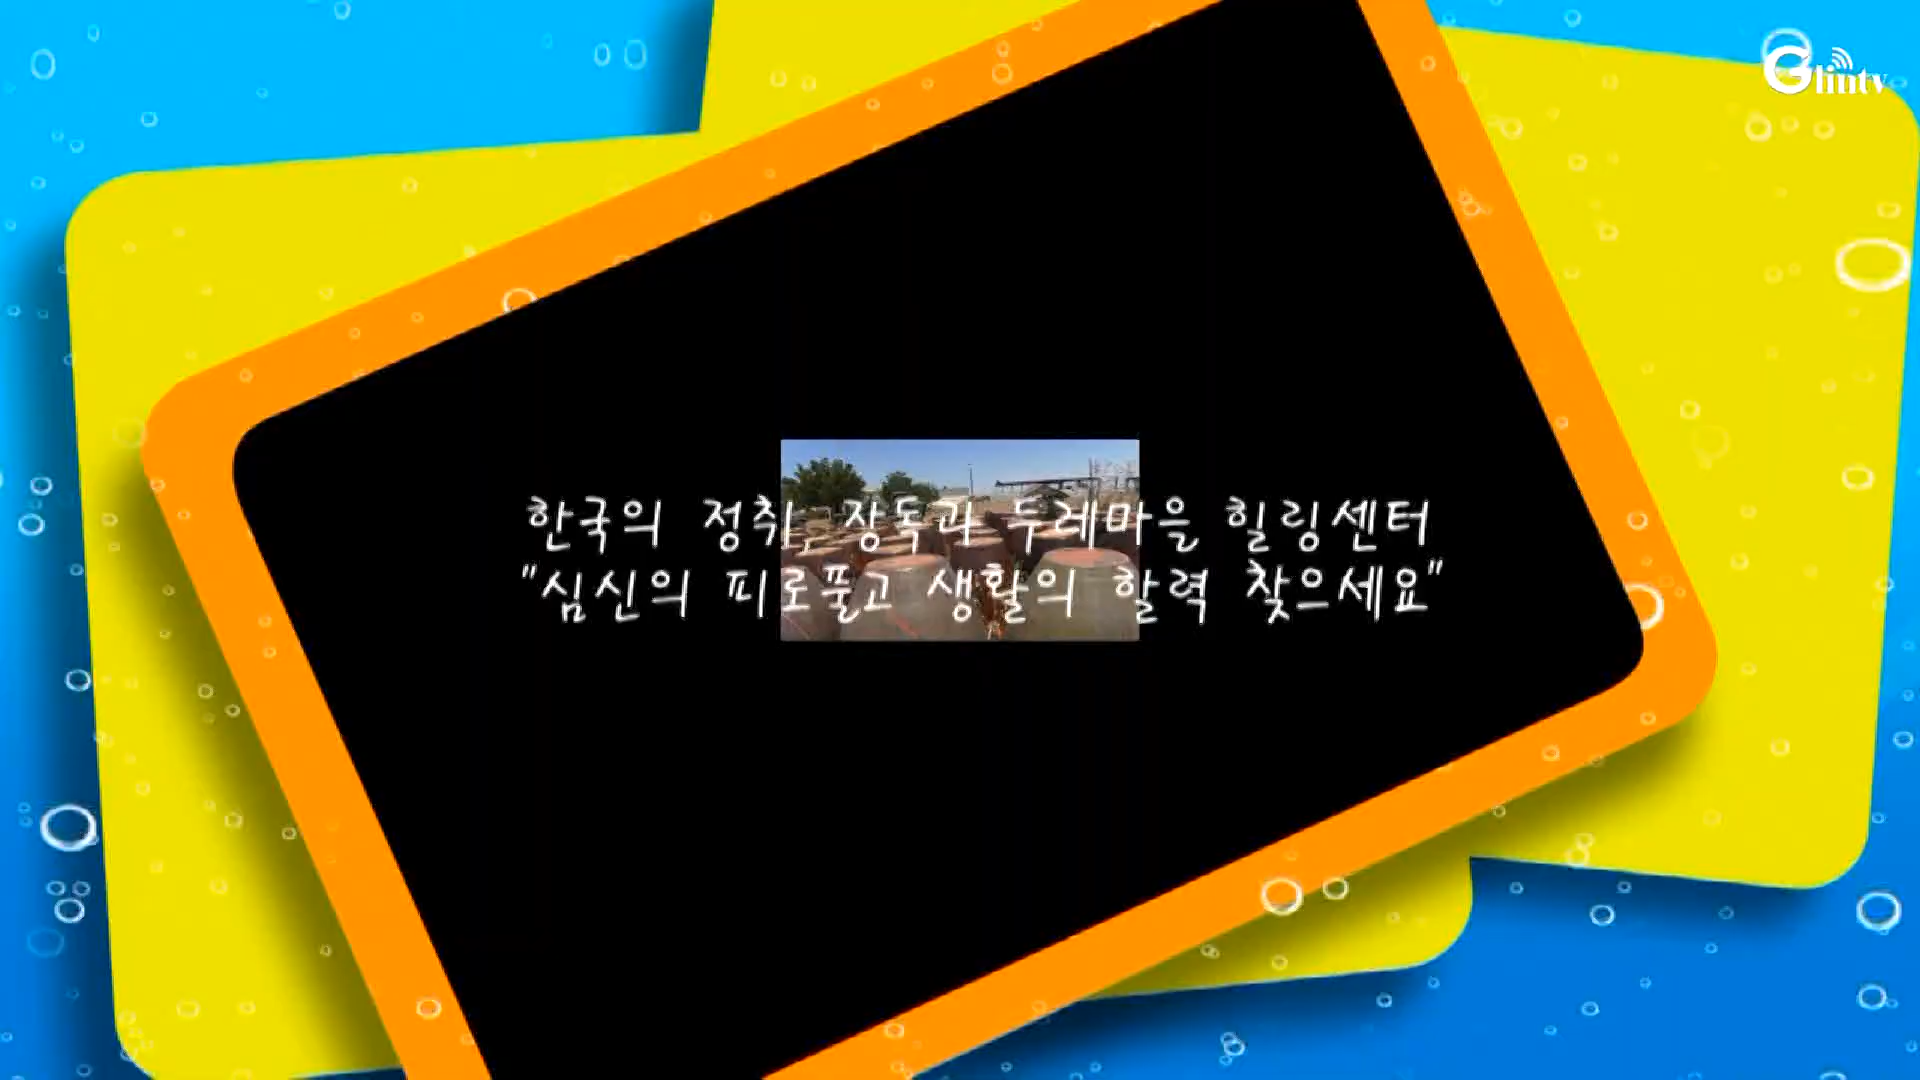 Glintv
한국의 정취, 장독과 두레마을 힐링센터
"심신의 피로풀고 생활의 활력 찾으세요"